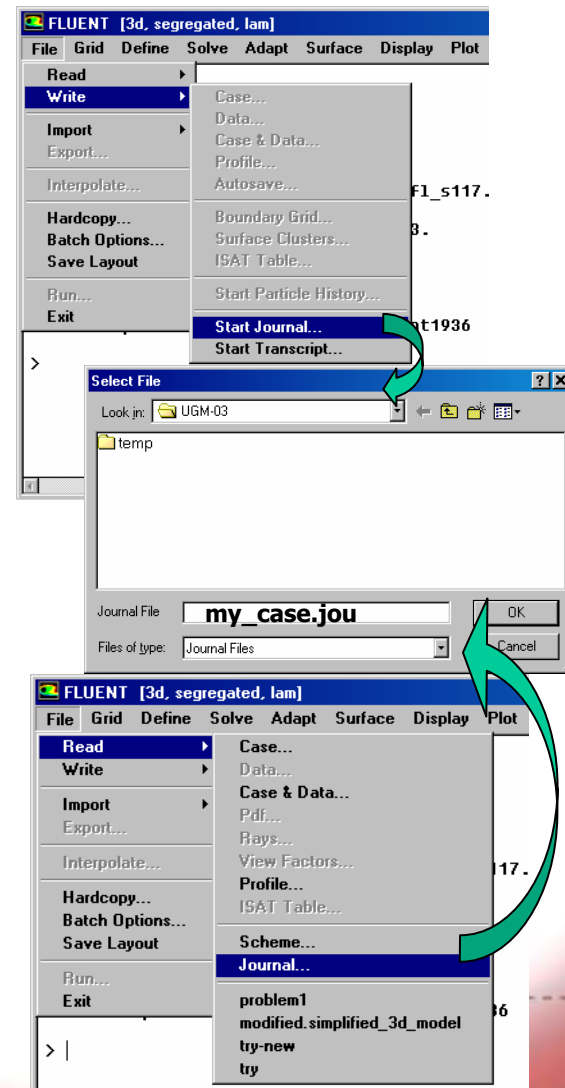 FLUENT [3d, segregated, lam]
File Grid Define Solve Adapt Surface Display Plot
Read
Write
Import
Export...
Interpolate...
Hardcopy...
Batch Options...
Save Layout
Run...
Exit
Case...
Data...
Case & Data...
Profile...
Autosave...
Boundary Grid...
Surface Clusters...
ISAT Table...
Start Particle History...
Start Journal...
Start Transcript...
fl_s117.
3.
nt1936
>
Select File
Look in: UGM-03
temp
Journal File my_case.jou OK
Files of type: Journal Files Cancel
FLUENT [3d, segregated, lam]
File Grid Define Solve Adapt Surface Display Plot
Read
Write
Import
Export...
Interpolate...
Hardcopy...
Batch Options...
Save Layout
Run...
Exit
Case...
Data...
Case & Data...
Pdf...
Rays...
View Factors...
Profile...
ISAT Table...
Scheme...
Journal...
problem1
modified.simplified_3d_model
try-new
try
117.
36
>